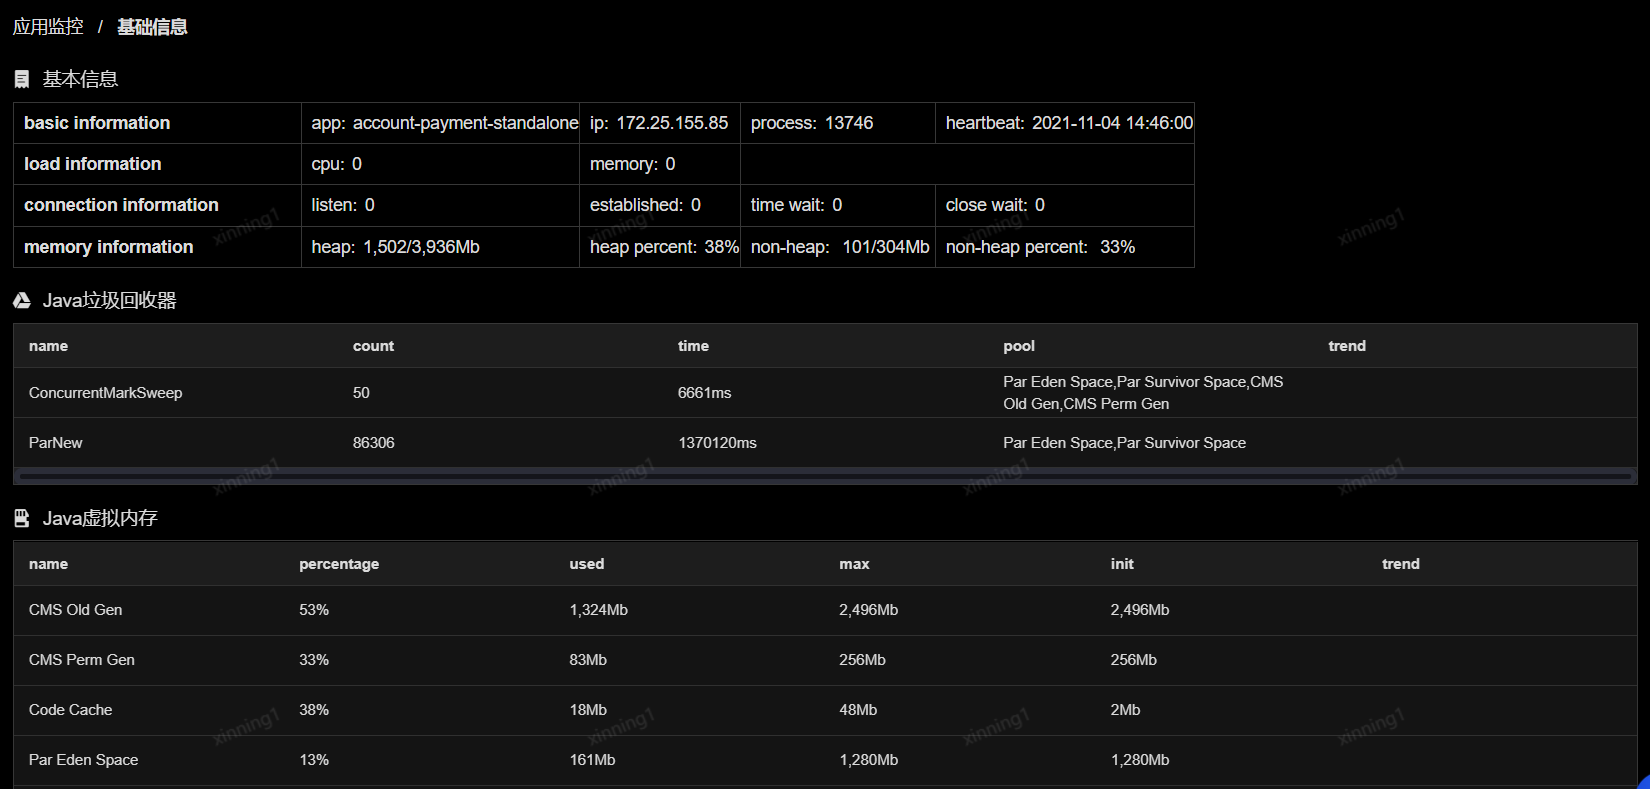 应用监控 / 基础信息
基本信息
basic information app: account-payment-standalone ip: 172.25.155.85 process: 13746 heartbeat: 2021-11-04 14:46:00
load information cpu: 0 memory: 0
connection information listen: 0 established: 0 time wait: 0 close wait: 0
memory information heap: 1,502/3,936Mb heap percent: 38% non-heap: 101/304Mb non-heap percent: 33%
xinning1 xinning1 xinning1 xinning1
Java垃圾回收器
name count time pool trend
ConcurrentMarkSweep 50 6661ms Par Eden Space,Par Survivor Space,CMS
Old Gen,CMS Perm Gen
ParNew 86306 1370120ms Par Eden Space,Par Survivor Space
xinning1 xinning1 xinning1 xinning1
Java虚拟内存
name percentage used max init trend
CMS Old Gen 53% 1,324Mb 2,496Mb 2,496Mb
CMS Perm Gen 33% 83Mb 256Mb 256Mb
Code Cache 38% 18Mb 48Mb 2Mb
xinning1 xinning1 xinning1 xinning1
Par Eden Space 13% 161Mb 1,280Mb 1,280Mb